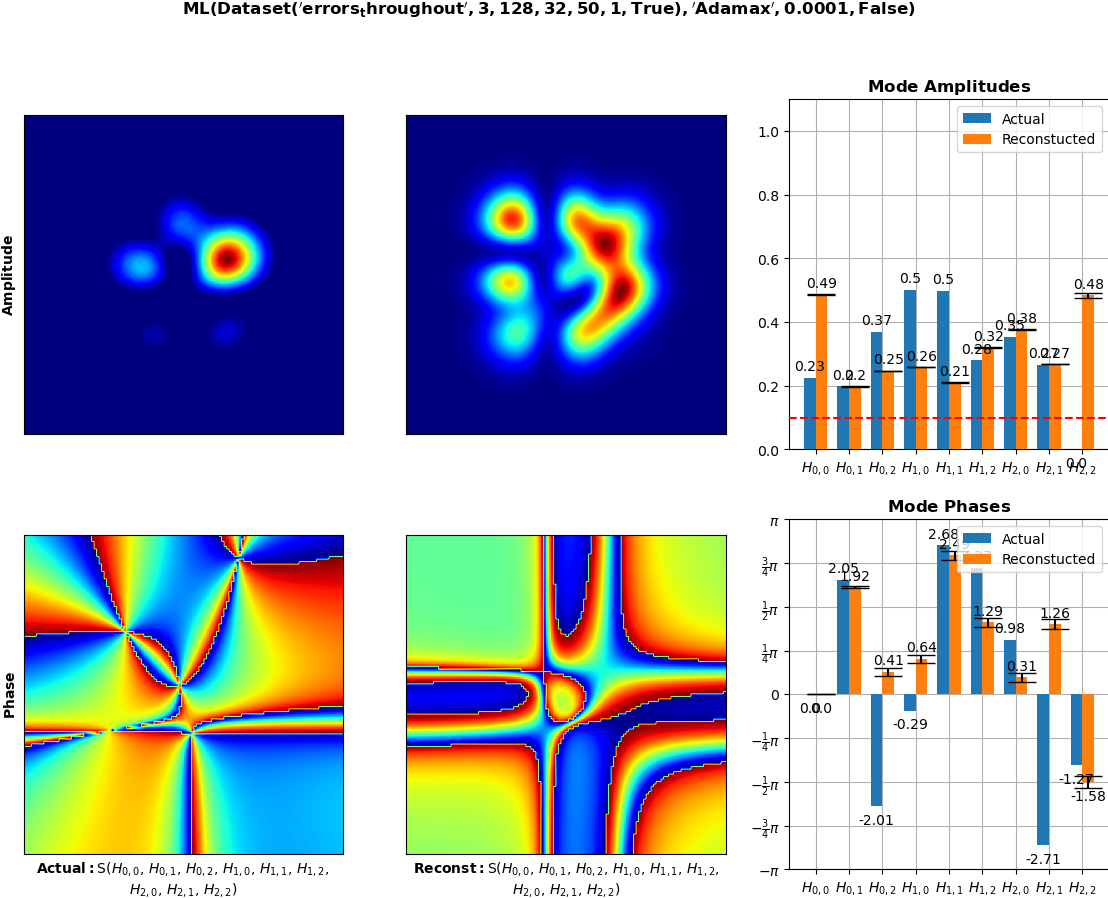 ML(Dataset('errors_throughout', 3, 128, 32, 50, 1, True), 'Adamax', 0.0001, False)
Amplitude
Mode Amplitudes
Actual
Reconstucted
1.0
0.8
0.6
0.4
0.2
0.0
0.23 0.49 0.2 0.2 0.37 0.25 0.5 0.26 0.5 0.21 0.28 0.32 0.35 0.38 0.27 0.27 0.0 0.48
H0,0 H0,1 H0,2 H1,0 H1,1 H1,2 H2,0 H2,1 H2,2
Phase
Mode Phases
Actual
Reconstucted
π
3/4π
1/2π
1/4π
0
−1/4π
−1/2π
−3/4π
−π
0.0 0.0 2.05 1.92 -2.01 0.41 -0.29 0.64 2.68 1.29 0.98 0.31 -2.71 1.26 -1.27 -1.58
H0,0 H0,1 H0,2 H1,0 H1,1 H1,2 H2,0 H2,1 H2,2
Actual: S(H0,0, H0,1, H0,2, H1,0, H1,1, H1,2,
H2,0, H2,1, H2,2)
Reconst: S(H0,0, H0,1, H0,2, H1,0, H1,1, H1,2,
H2,0, H2,1, H2,2)